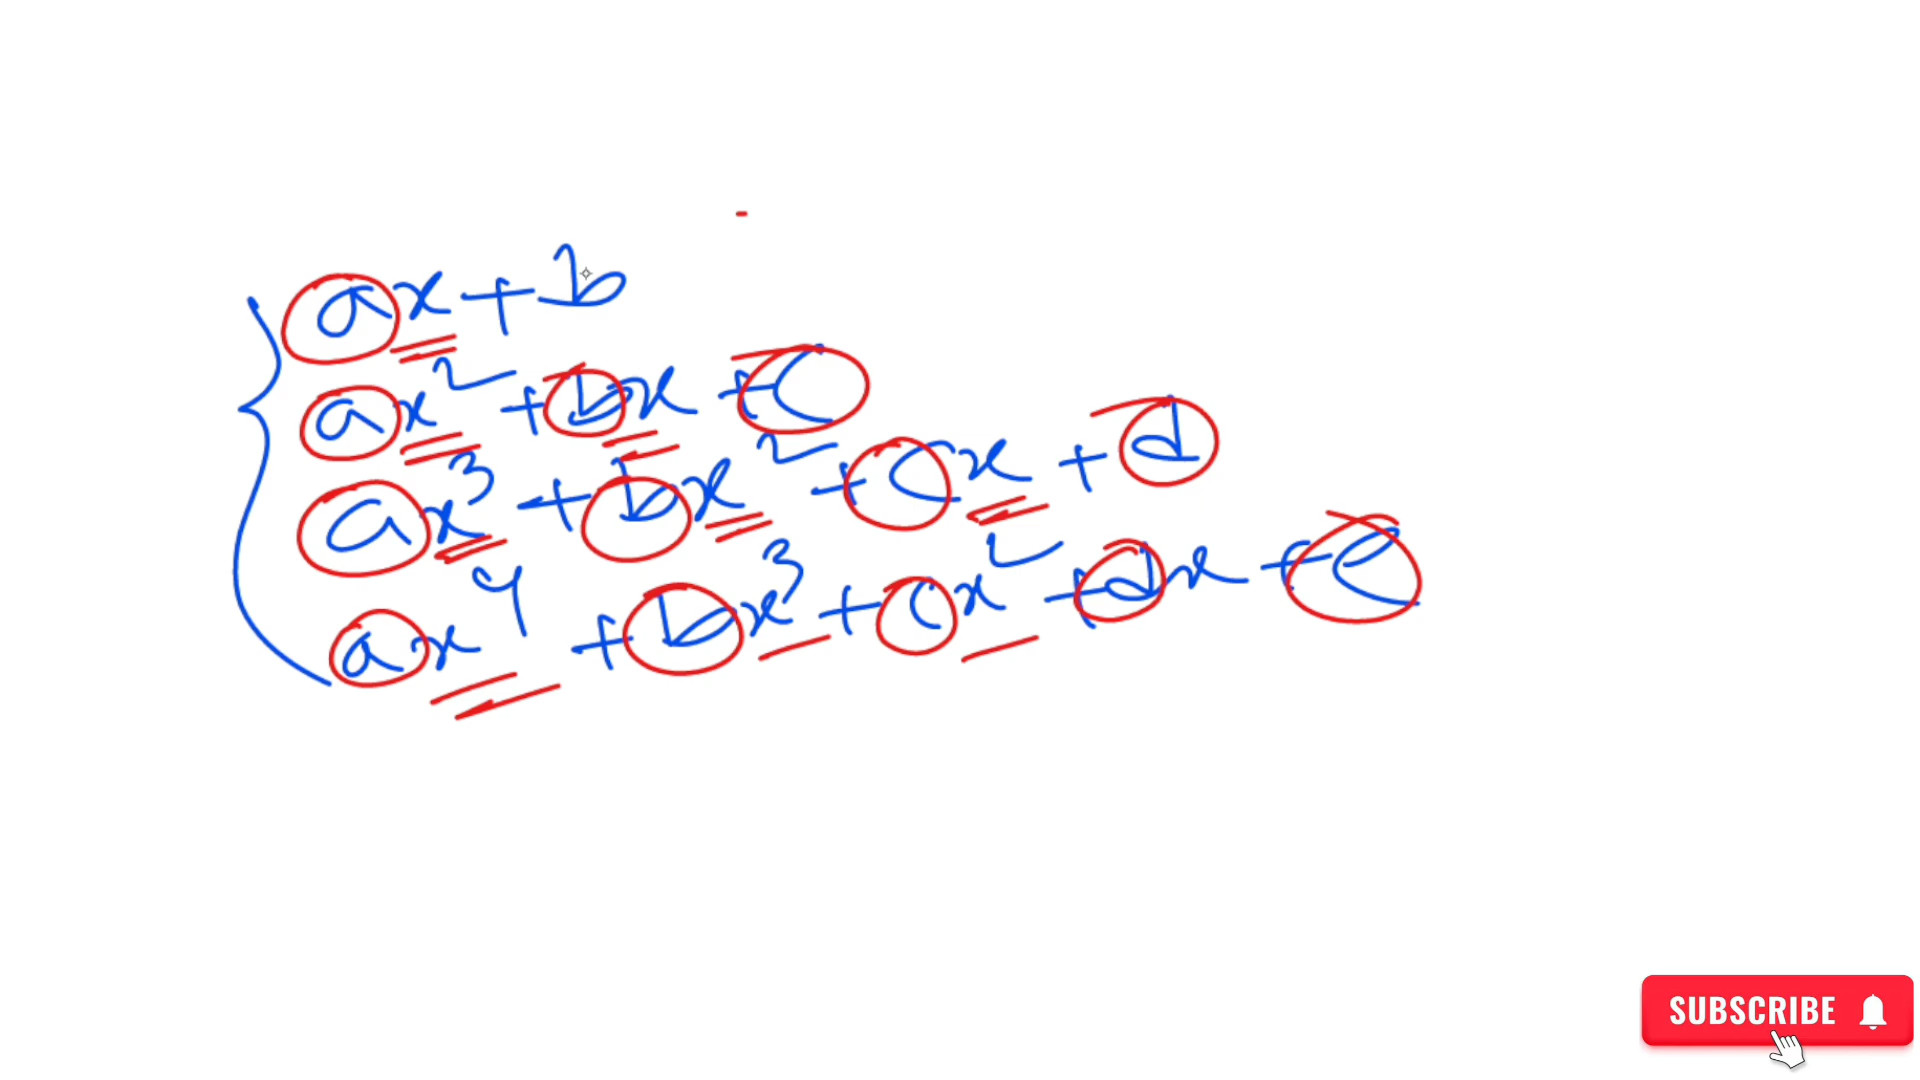 ax + b
ax² + bx + c
ax³ + bx² + cx + d
ax⁴ + bx³ + cx² + dx + e
SUBSCRIBE